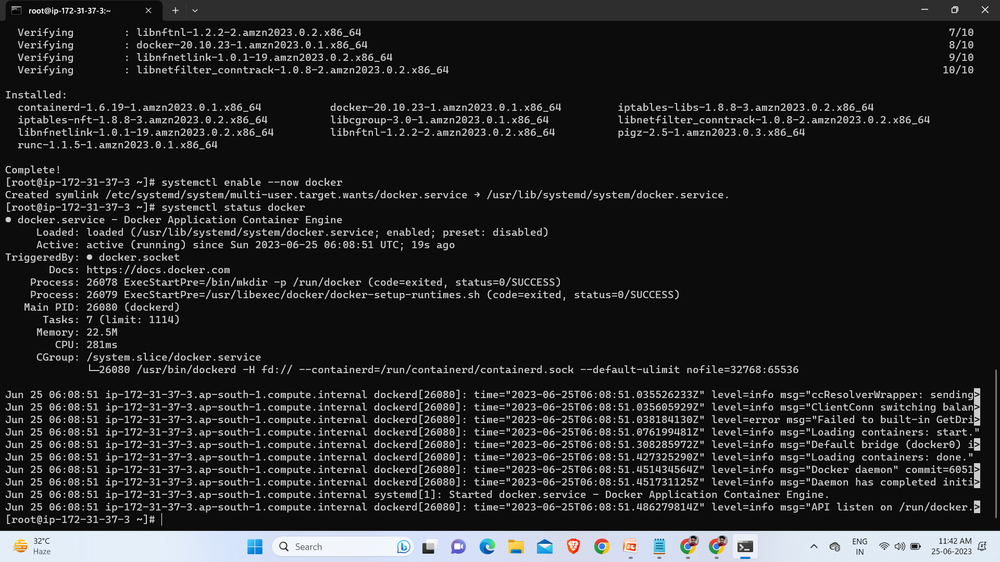 root@ip-172-31-37-3:~
Verifying        : libnftnl-1.2.2-2.amzn2023.0.2.x86_64        7/10
Verifying        : docker-20.10.23-1.amzn2023.0.1.x86_64        8/10
Verifying        : libnfnetlink-1.0.1-19.amzn2023.0.2.x86_64        9/10
Verifying        : libnetfilter_conntrack-1.0.8-2.amzn2023.0.2.x86_64        10/10
Installed:
containerd-1.6.19-1.amzn2023.0.1.x86_64    docker-20.10.23-1.amzn2023.0.1.x86_64    iptables-libs-1.8.8-3.amzn2023.0.2.x86_64
iptables-nft-1.8.8-3.amzn2023.0.2.x86_64    libcgroup-3.0-1.amzn2023.0.1.x86_64    libnetfilter_conntrack-1.0.8-2.amzn2023.0.2.x86_64
libnfnetlink-1.0.1-19.amzn2023.0.2.x86_64    libnftnl-1.2.2-2.amzn2023.0.2.x86_64    pigz-2.5-1.amzn2023.0.3.x86_64
runc-1.1.5-1.amzn2023.0.1.x86_64
Complete!
[root@ip-172-31-37-3 ~]# systemctl enable --now docker
Created symlink /etc/systemd/system/multi-user.target.wants/docker.service → /usr/lib/systemd/system/docker.service.
[root@ip-172-31-37-3 ~]# systemctl status docker
● docker.service - Docker Application Container Engine
Loaded: loaded (/usr/lib/systemd/system/docker.service; enabled; preset: disabled)
Active: active (running) since Sun 2023-06-25 06:08:51 UTC; 19s ago
TriggeredBy: ● docker.socket
Docs: https://docs.docker.com
Process: 26078 ExecStartPre=/bin/mkdir -p /run/docker (code=exited, status=0/SUCCESS)
Process: 26079 ExecStartPre=/usr/libexec/docker/docker-setup-runtimes.sh (code=exited, status=0/SUCCESS)
Main PID: 26080 (dockerd)
Tasks: 7 (limit: 1114)
Memory: 22.5M
CPU: 281ms
CGroup: /system.slice/docker.service
└─26080 /usr/bin/dockerd -H fd:// --containerd=/run/containerd/containerd.sock --default-ulimit nofile=32768:65536
Jun 25 06:08:51 ip-172-31-37-3.ap-south-1.compute.internal dockerd[26080]: time="2023-06-25T06:08:51.035526233Z" level=info msg="ccResolverWrapper: sending>
Jun 25 06:08:51 ip-172-31-37-3.ap-south-1.compute.internal dockerd[26080]: time="2023-06-25T06:08:51.035605929Z" level=info msg="ClientConn switching balan>
Jun 25 06:08:51 ip-172-31-37-3.ap-south-1.compute.internal dockerd[26080]: time="2023-06-25T06:08:51.038184130Z" level=error msg="Failed to built-in GetDri>
Jun 25 06:08:51 ip-172-31-37-3.ap-south-1.compute.internal dockerd[26080]: time="2023-06-25T06:08:51.076199481Z" level=info msg="Loading containers: start."
Jun 25 06:08:51 ip-172-31-37-3.ap-south-1.compute.internal dockerd[26080]: time="2023-06-25T06:08:51.308285972Z" level=info msg="Default bridge (docker0) i>
Jun 25 06:08:51 ip-172-31-37-3.ap-south-1.compute.internal dockerd[26080]: time="2023-06-25T06:08:51.427325290Z" level=info msg="Loading containers: done."
Jun 25 06:08:51 ip-172-31-37-3.ap-south-1.compute.internal dockerd[26080]: time="2023-06-25T06:08:51.451434564Z" level=info msg="Docker daemon" commit=6051>
Jun 25 06:08:51 ip-172-31-37-3.ap-south-1.compute.internal dockerd[26080]: time="2023-06-25T06:08:51.451731125Z" level=info msg="Daemon has completed initi>
Jun 25 06:08:51 ip-172-31-37-3.ap-south-1.compute.internal systemd[1]: Started docker.service - Docker Application Container Engine.
Jun 25 06:08:51 ip-172-31-37-3.ap-south-1.compute.internal dockerd[26080]: time="2023-06-25T06:08:51.486279814Z" level=info msg="API listen on /run/docker.>
[root@ip-172-31-37-3 ~]#
32°C
Haze
Search
ENG
IN
11:42 AM
25-06-2023